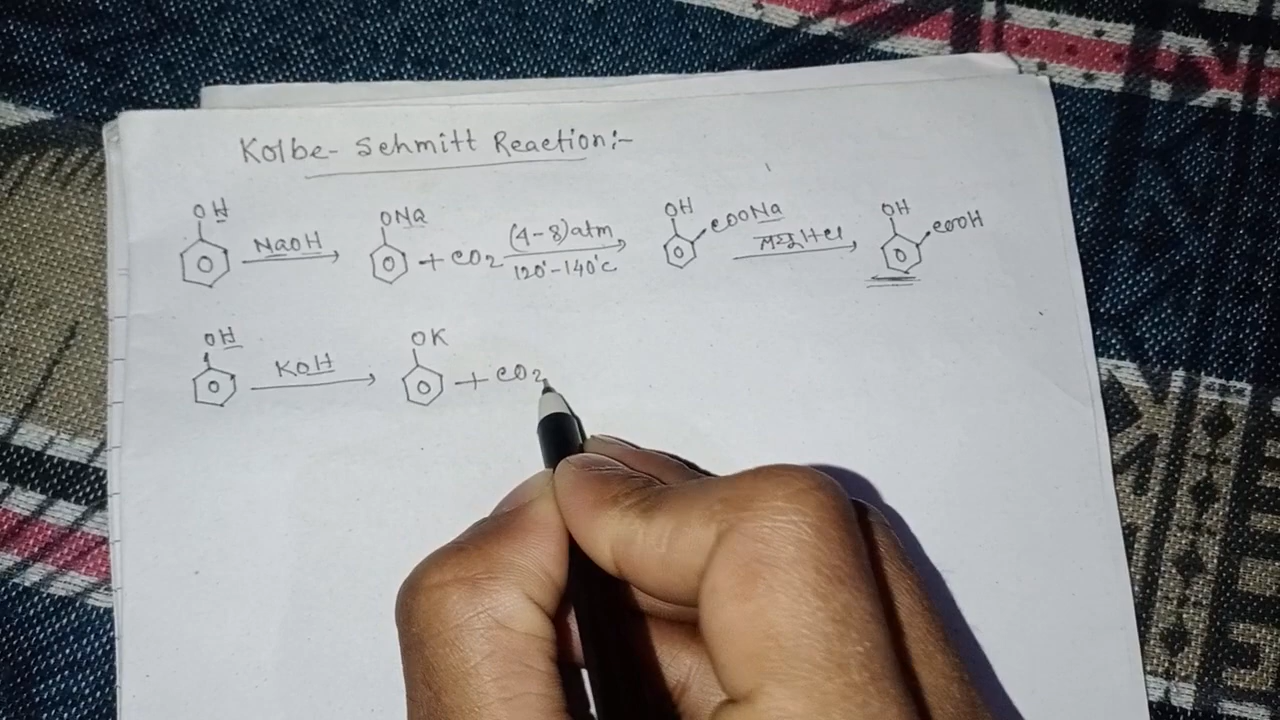 Kolbe- Schmitt Reaction:-
OH NaOH ONa + CO2 (4-8)atm 120°-140°c OH COONa HCl OH COOH
OH KOH OK + CO2